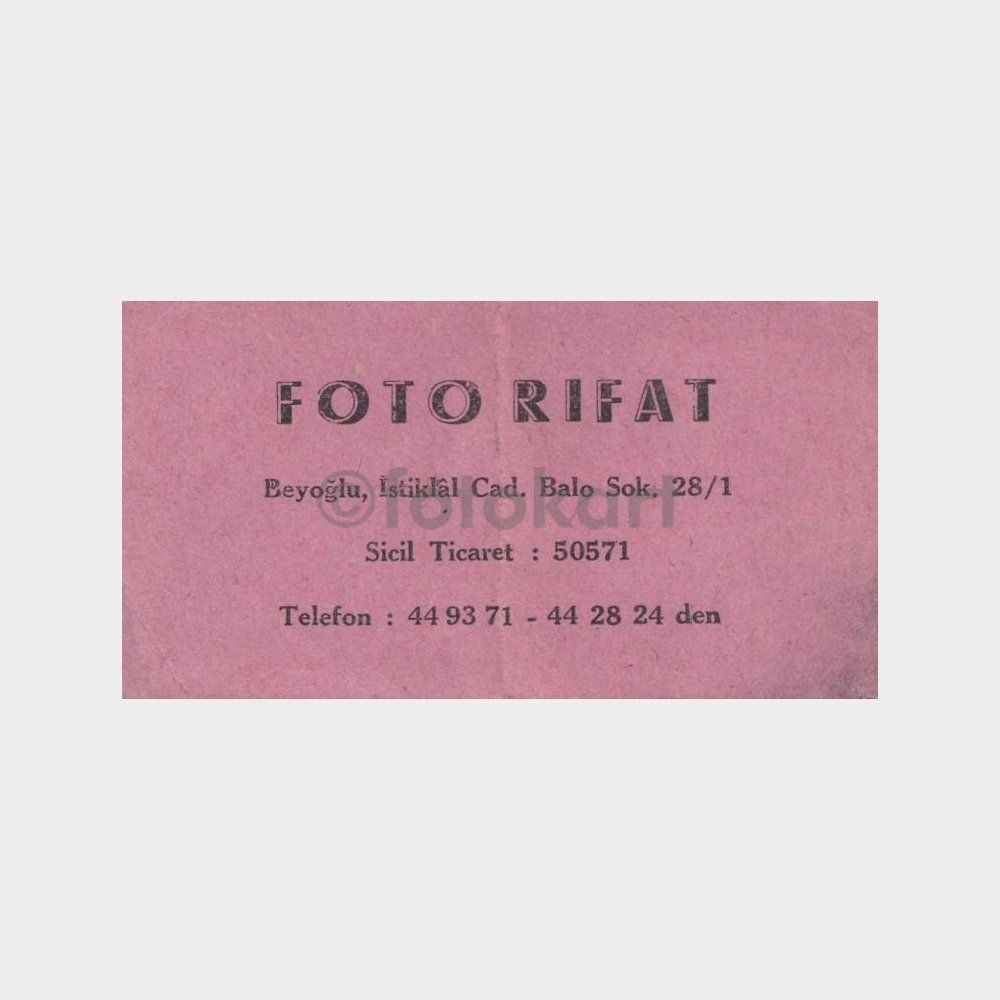 FOTO RIFAT
Beyoğlu, İstiklâl Cad. Balo Sok. 28/1
©fotokart
Sicil Ticaret : 50571
Telefon : 44 93 71 - 44 28 24 den